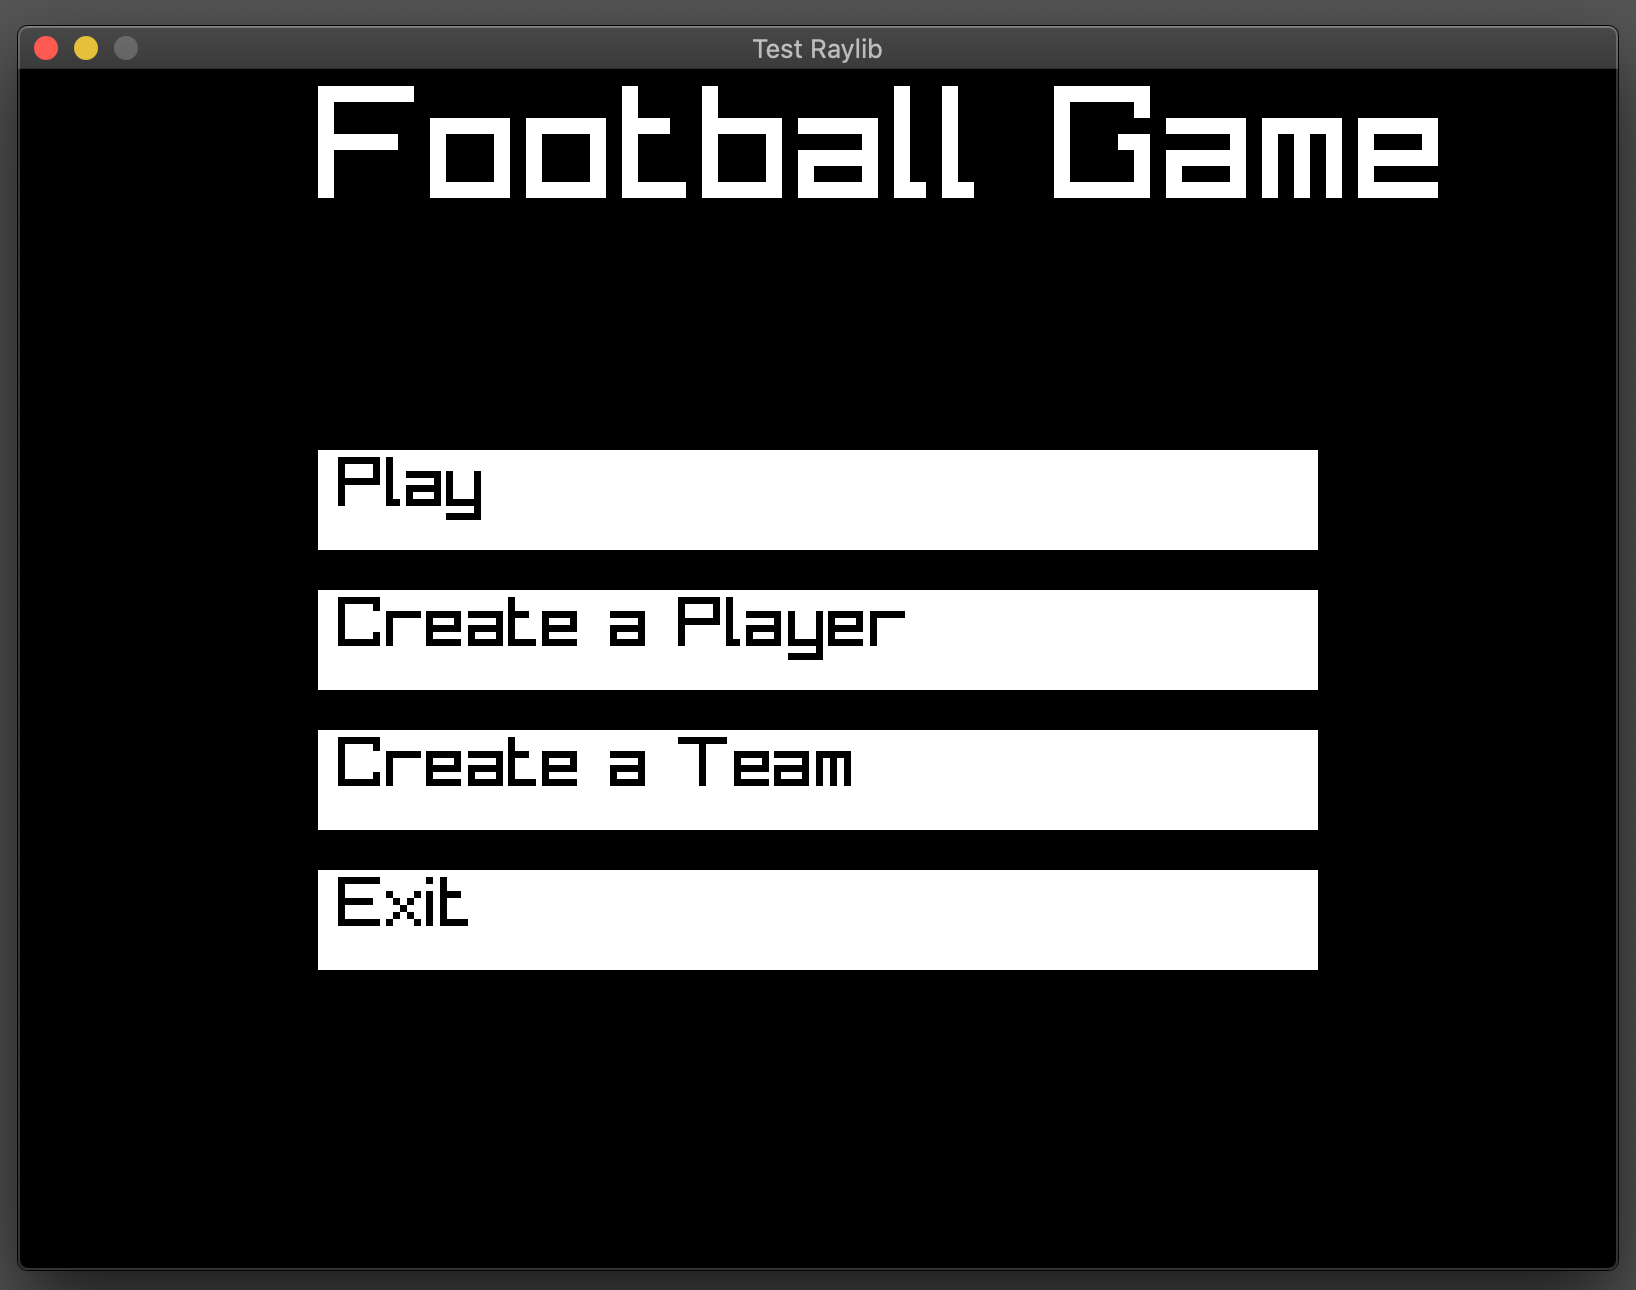 Test Raylib
Football Game
Play
Create a Player
Create a Team
Exit